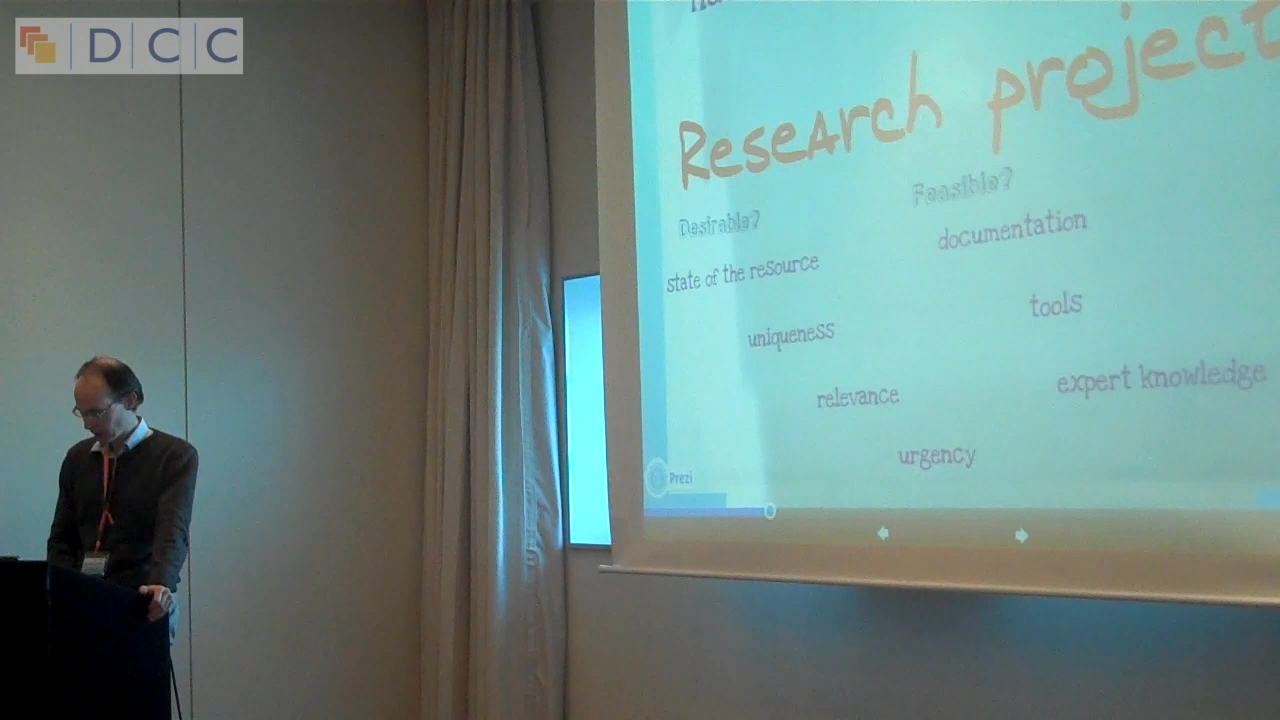 DCC
Research project
Desirable?
state of the resource
uniqueness
relevance
urgency
Feasible?
documentation
tools
expert knowledge
Prezi